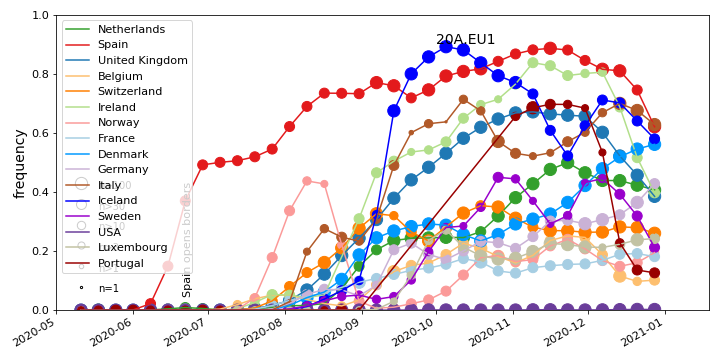 20A.EU1
1.0
0.8
0.6
0.4
0.2
0.0
frequency
Netherlands
Spain
United Kingdom
Belgium
Switzerland
Ireland
Norway
France
Denmark
Germany
Italy
Iceland
Sweden
USA
Luxembourg
Portugal
n=1
Spain opens borders
2020-05
2020-06
2020-07
2020-08
2020-09
2020-10
2020-11
2020-12
2021-01